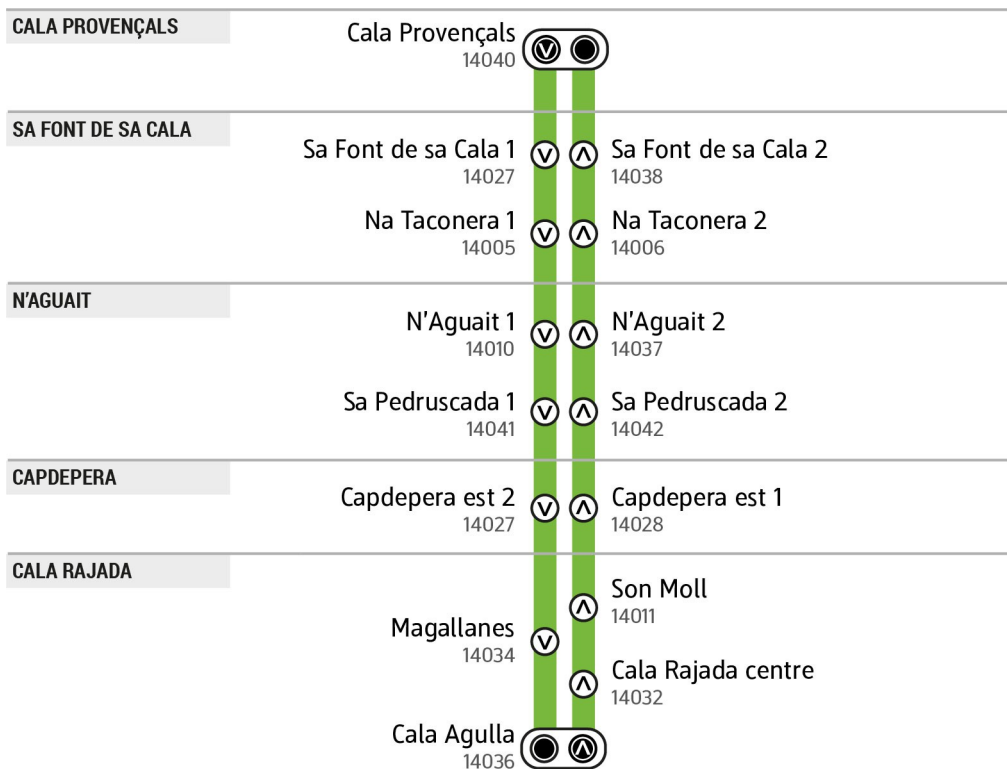 CALA PROVENÇALS
Cala Provençals
14040
SA FONT DE SA CALA
Sa Font de sa Cala 1
14027
Sa Font de sa Cala 2
14038
Na Taconera 1
14005
Na Taconera 2
14006
N'AGUAIT
N'Aguait 1
14010
N'Aguait 2
14037
Sa Pedruscada 1
14041
Sa Pedruscada 2
14042
CAPDEPERA
Capdepera est 2
14027
Capdepera est 1
14028
CALA RAJADA
Son Moll
14011
Magallanes
14034
Cala Rajada centre
14032
Cala Agulla
14036